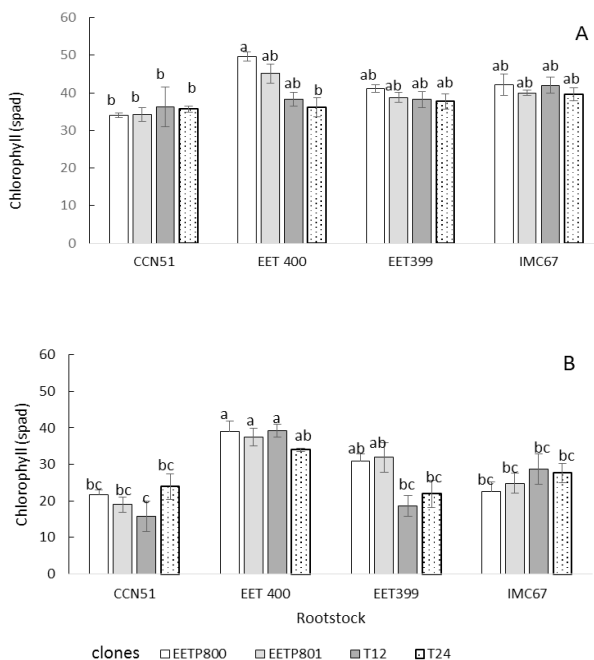 A
Chlorophyll (spad)
60
50
40
30
20
10
0
b b b b
a ab ab b
ab ab ab ab
ab ab ab ab
CCN51 EET 400 EET399 IMC67
B
Chlorophyll (spad)
60
50
40
30
20
10
0
bc bc c bc
a a a ab
ab ab bc bc
bc bc bc bc
CCN51 EET 400 EET399 IMC67
Rootstock
clones EETP800 EETP801 T12 T24